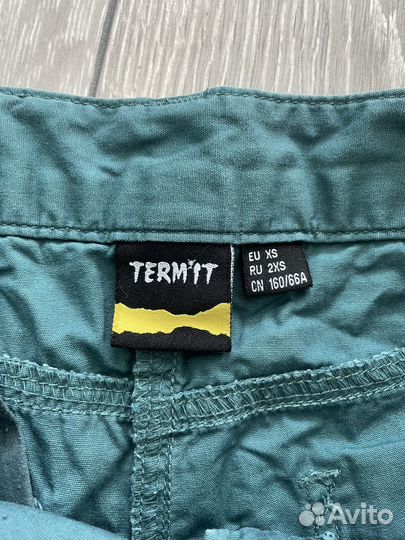 TERM'IT
EU XS
RU 2XS
CN 160/66A
Avito